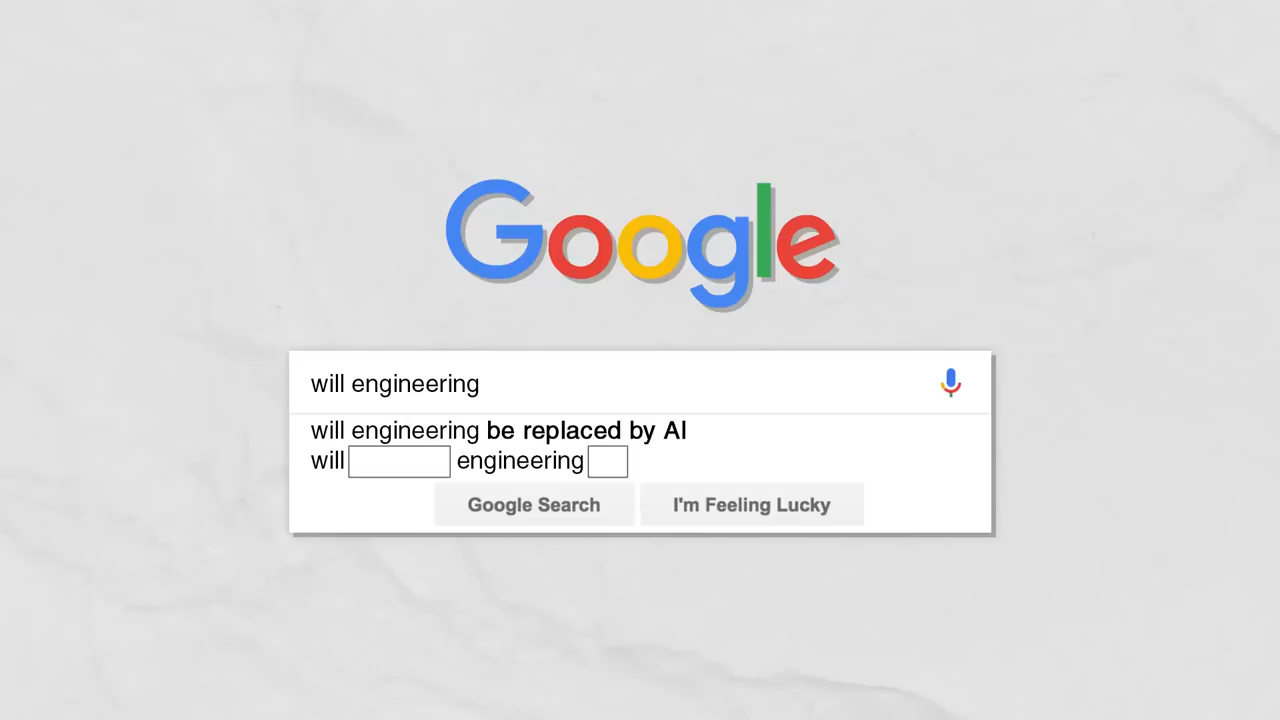 Google
will engineering
will engineering be replaced by AI
will engineering
Google Search
I'm Feeling Lucky